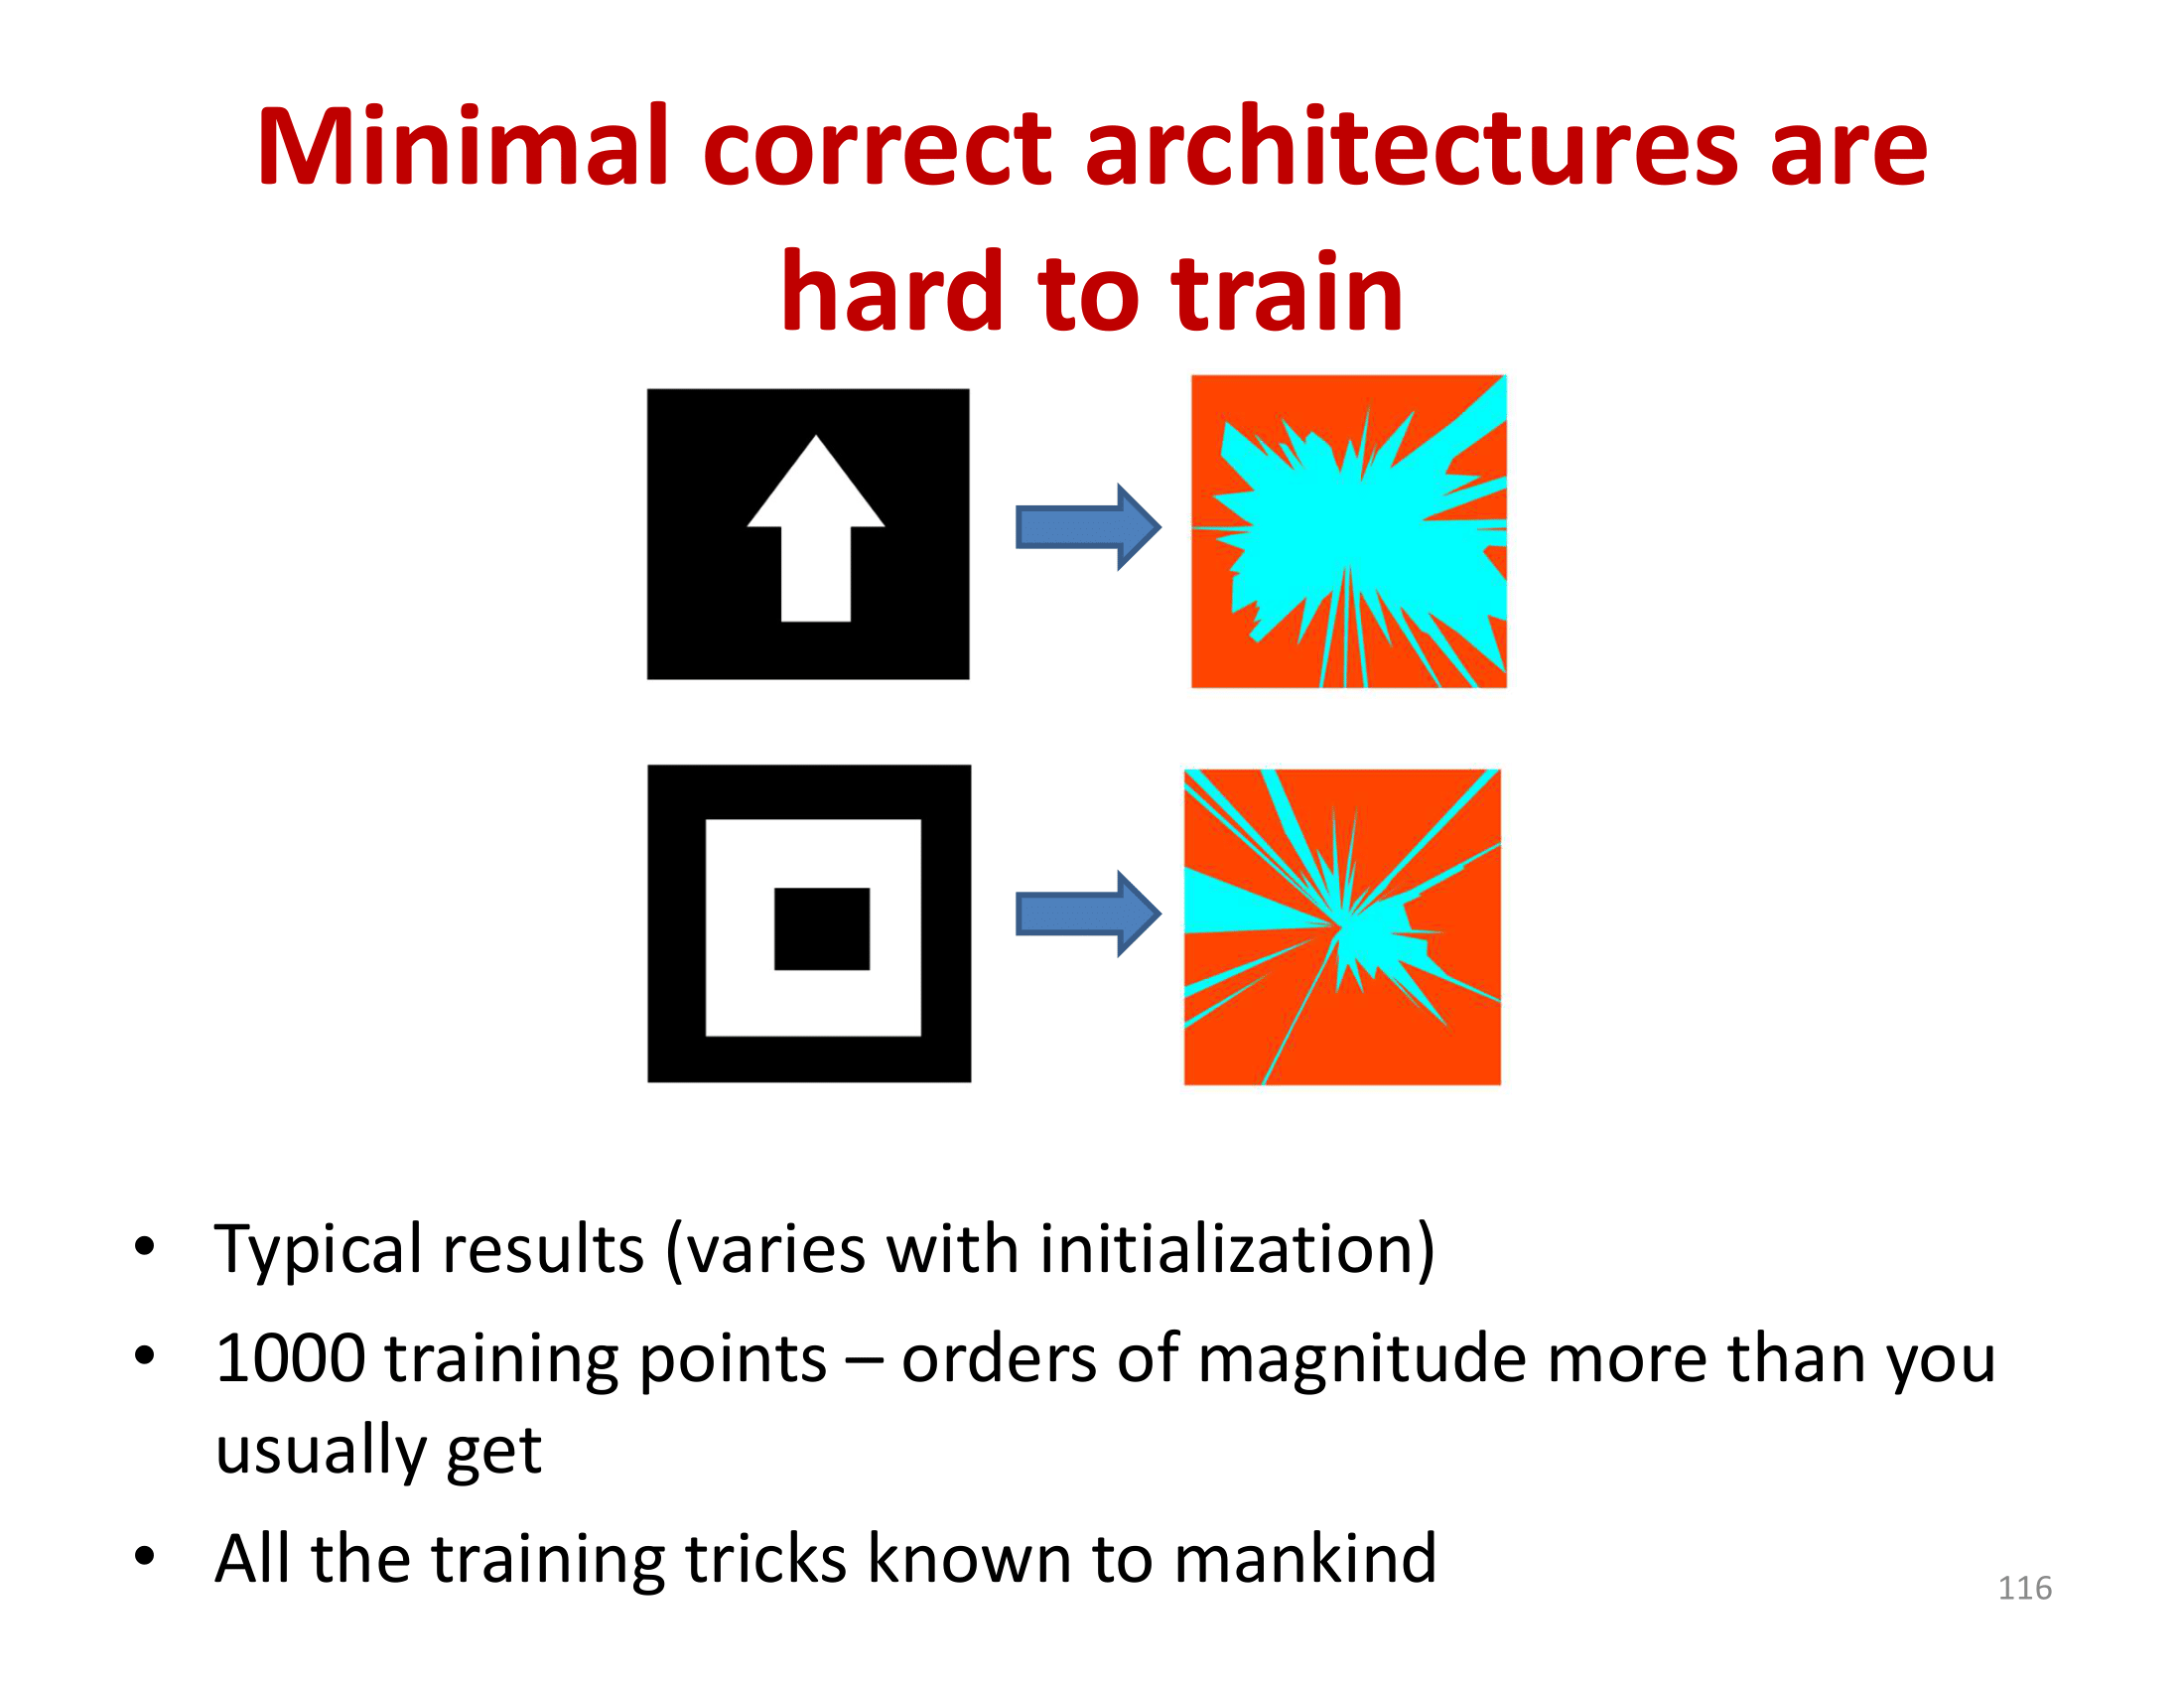 Minimal correct architectures are
hard to train
• Typical results (varies with initialization)
• 1000 training points – orders of magnitude more than you
usually get
• All the training tricks known to mankind
116